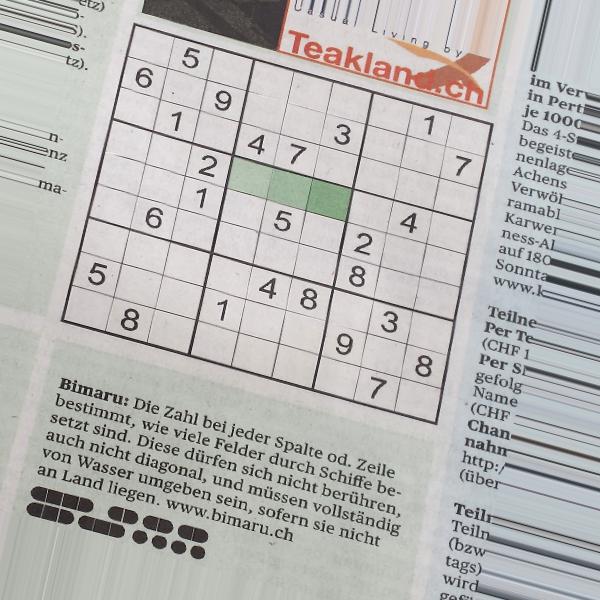 etz)
s-
).
s-
tz).
n-
nz
ma-
Casual Living by
Teakland.ch
5 1
6 9 3 7
1 4 7
2 4
1 5 2
6 8
4 8 3
5 1 9 8
8 7
Bimaru: Die Zahl bei jeder Spalte od. Zeile
bestimmt, wie viele Felder durch Schiffe be-
setzt sind. Diese dürfen sich nicht berühren,
auch nicht diagonal, und müssen vollständig
von Wasser umgeben sein, sofern sie nicht
an Land liegen. www.bimaru.ch
im Ver
in Pert
je 1000
Das 4-S
begeist
nenlage
Achens
Verwöl
ramabl
Karwer
ness-Al
auf 180
Sonnta
www.k
Teilne
Per Te
(CHF 1
Per S
gefolg
Name
(CHF
Chan
nahn
http:/
(über
Teil
Teiln
(bzw
tags)
wird